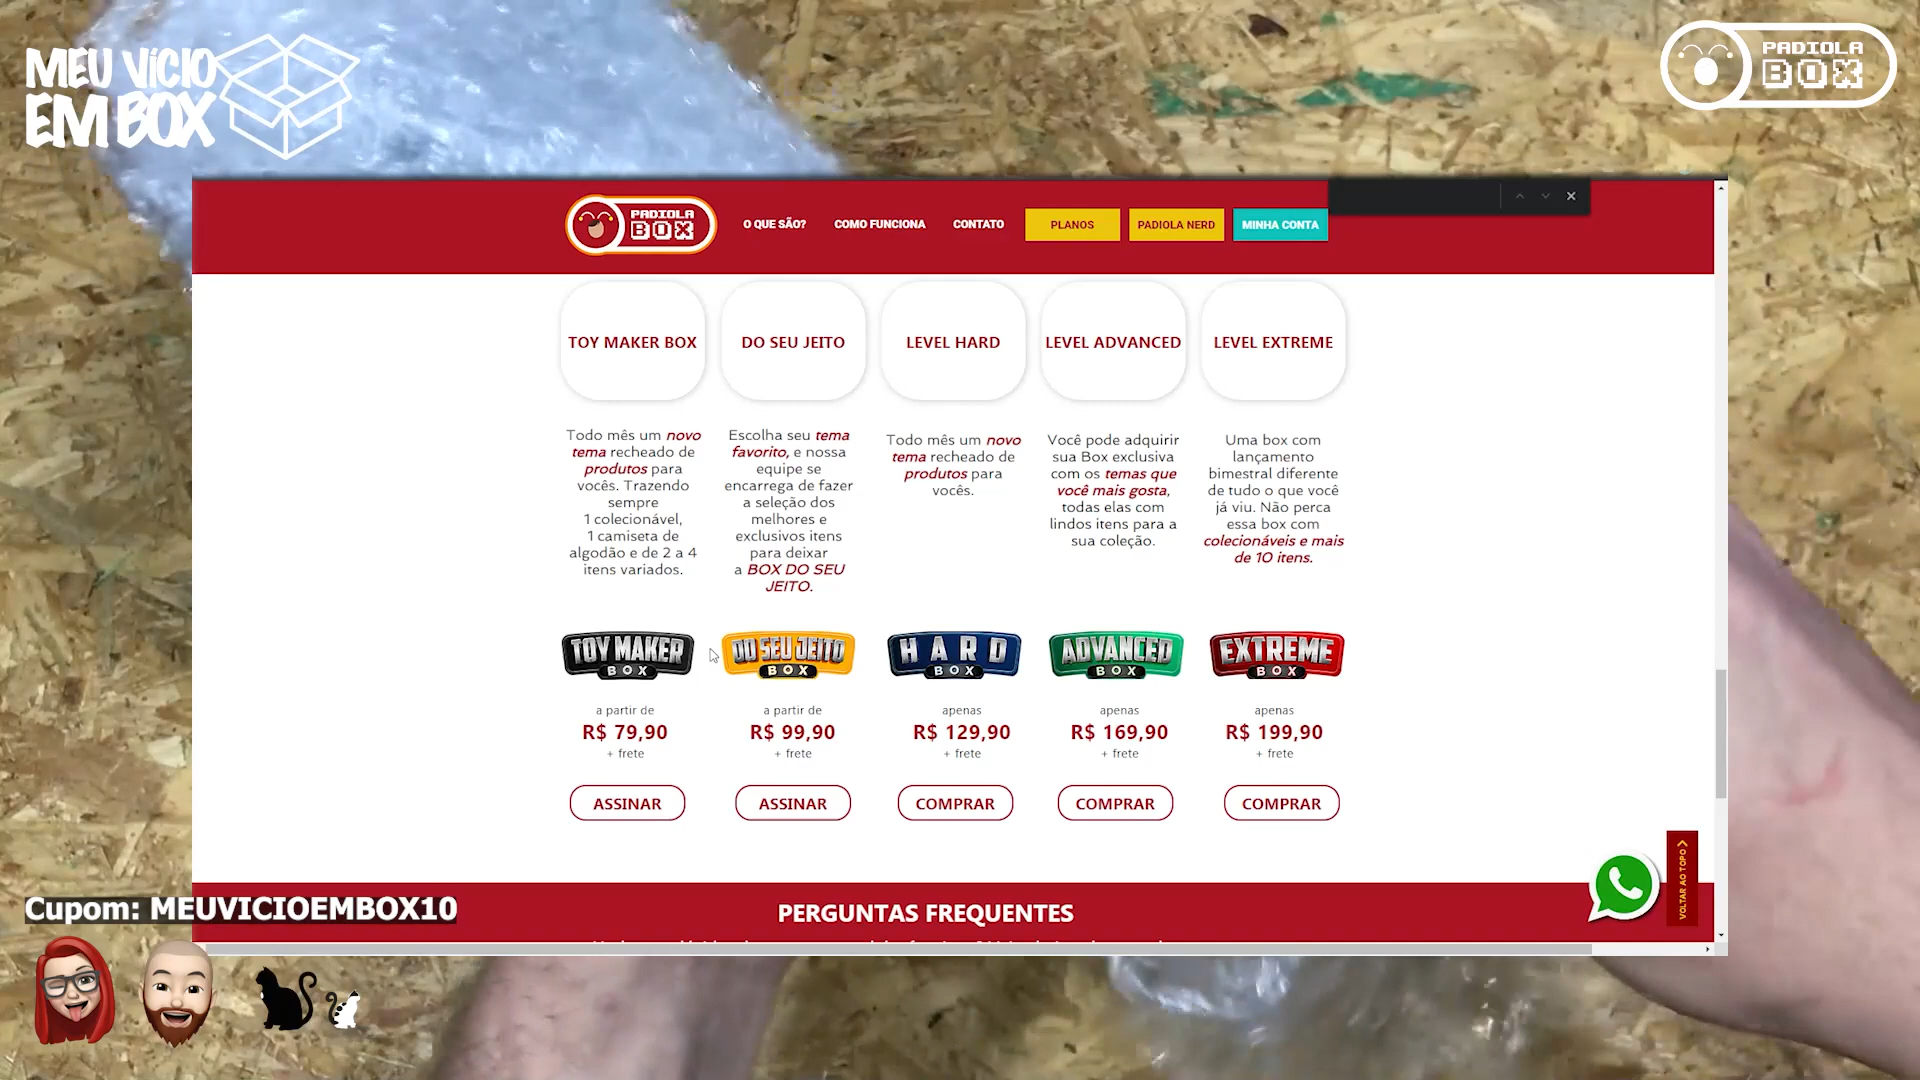 MEU VÍCIO
EM BOX
PADIOLA
BOX
PADIOLA
BOX
O QUE SÃO?
COMO FUNCIONA
CONTATO
PLANOS
PADIOLA NERD
MINHA CONTA
TOY MAKER BOX
DO SEU JEITO
LEVEL HARD
LEVEL ADVANCED
LEVEL EXTREME
Todo mês um novo
tema recheado de
produtos para
vocês. Trazendo
sempre
1 colecionável,
1 camiseta de
algodão e de 2 a 4
itens variados.
Escolha seu tema
favorito, e nossa
equipe se
encarrega de fazer
a seleção dos
melhores e
exclusivos itens
para deixar
a BOX DO SEU
JEITO.
Todo mês um novo
tema recheado de
produtos para
vocês.
Você pode adquirir
sua Box exclusiva
com os temas que
você mais gosta,
todas elas com
lindos itens para a
sua coleção.
Uma box com
lançamento
bimestral diferente
de tudo o que você
já viu. Não perca
essa box com
colecionáveis e mais
de 10 itens.
TOY MAKER
BOX
DO SEU JEITO
BOX
HARD
BOX
ADVANCED
BOX
EXTREME
BOX
a partir de
R$ 79,90
+ frete
a partir de
R$ 99,90
+ frete
apenas
R$ 129,90
+ frete
apenas
R$ 169,90
+ frete
apenas
R$ 199,90
+ frete
ASSINAR
ASSINAR
COMPRAR
COMPRAR
COMPRAR
VOLTAR AO TOPO
PERGUNTAS FREQUENTES
Cupom: MEUVICIOEMBOX10